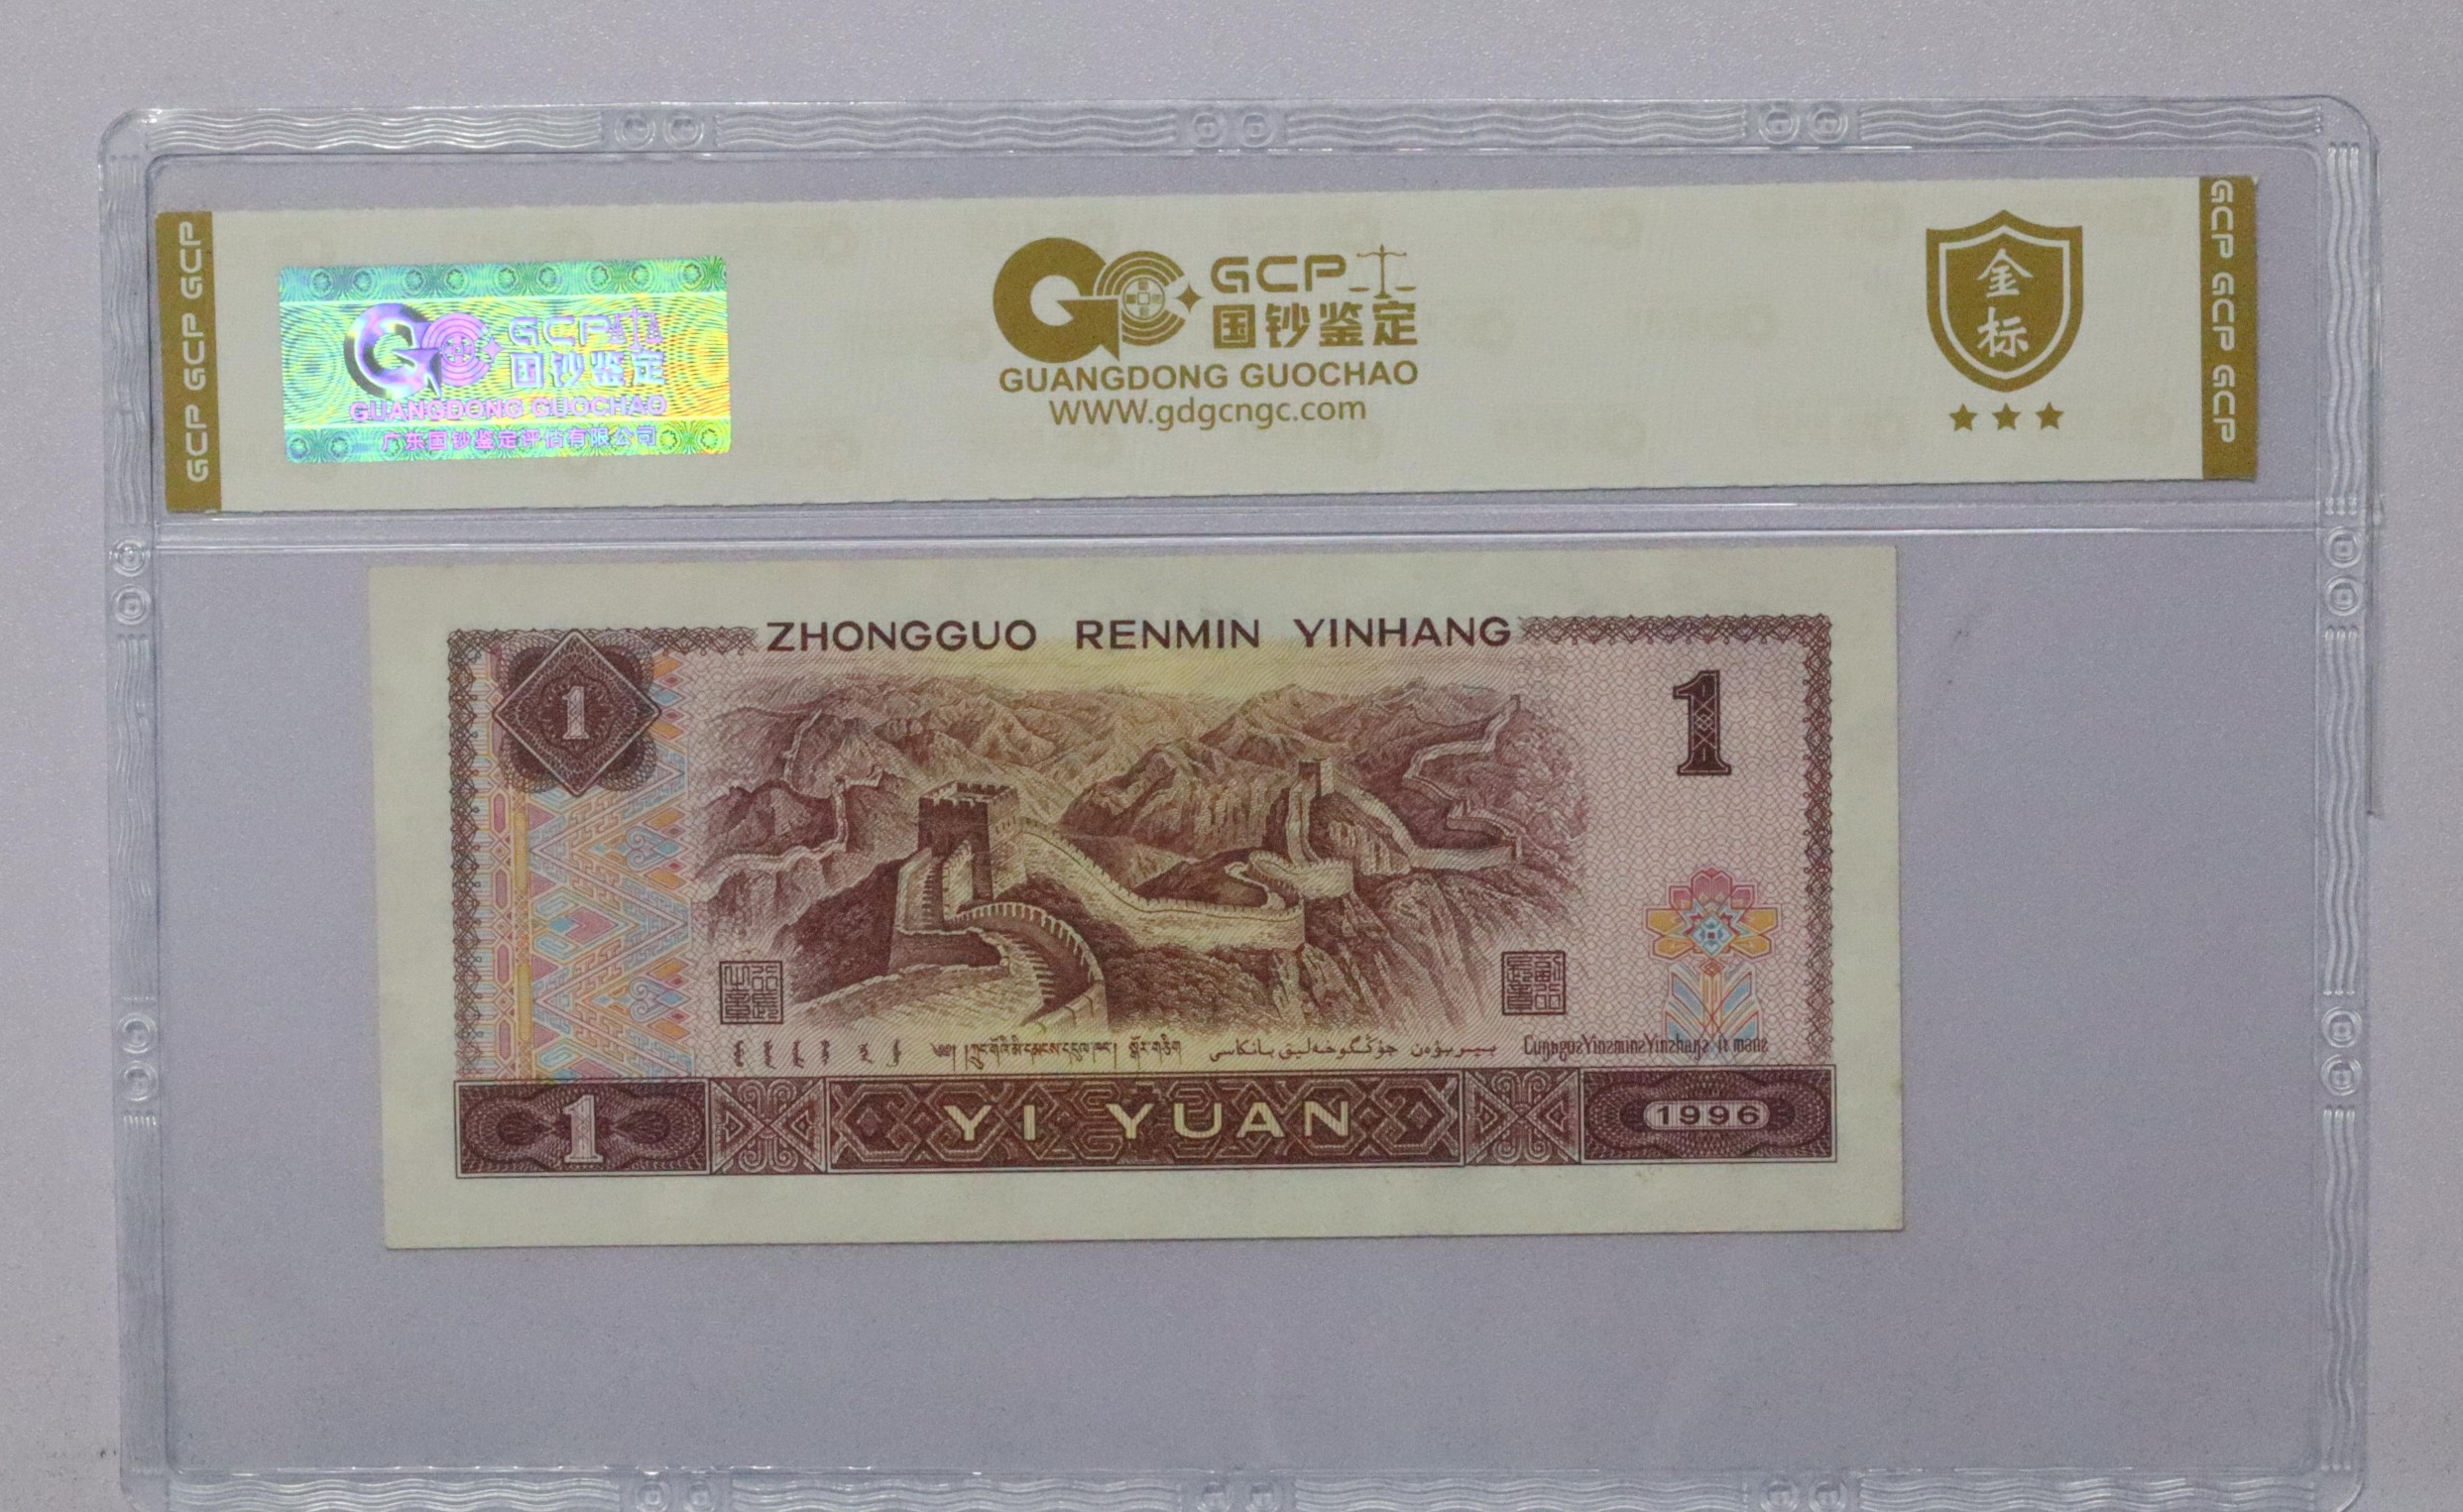 GCP GCP GCP
GCP
国钞鉴定
GUANGDONG GUOCHAO
广东国钞鉴定评估有限公司
GCP
国钞鉴定
GUANGDONG GUOCHAO
WWW.gdgcngc.com
金
标
GCP GCP GCP
ZHONGGUO RENMIN YINHANG
1
1
YI YUAN
1
1996